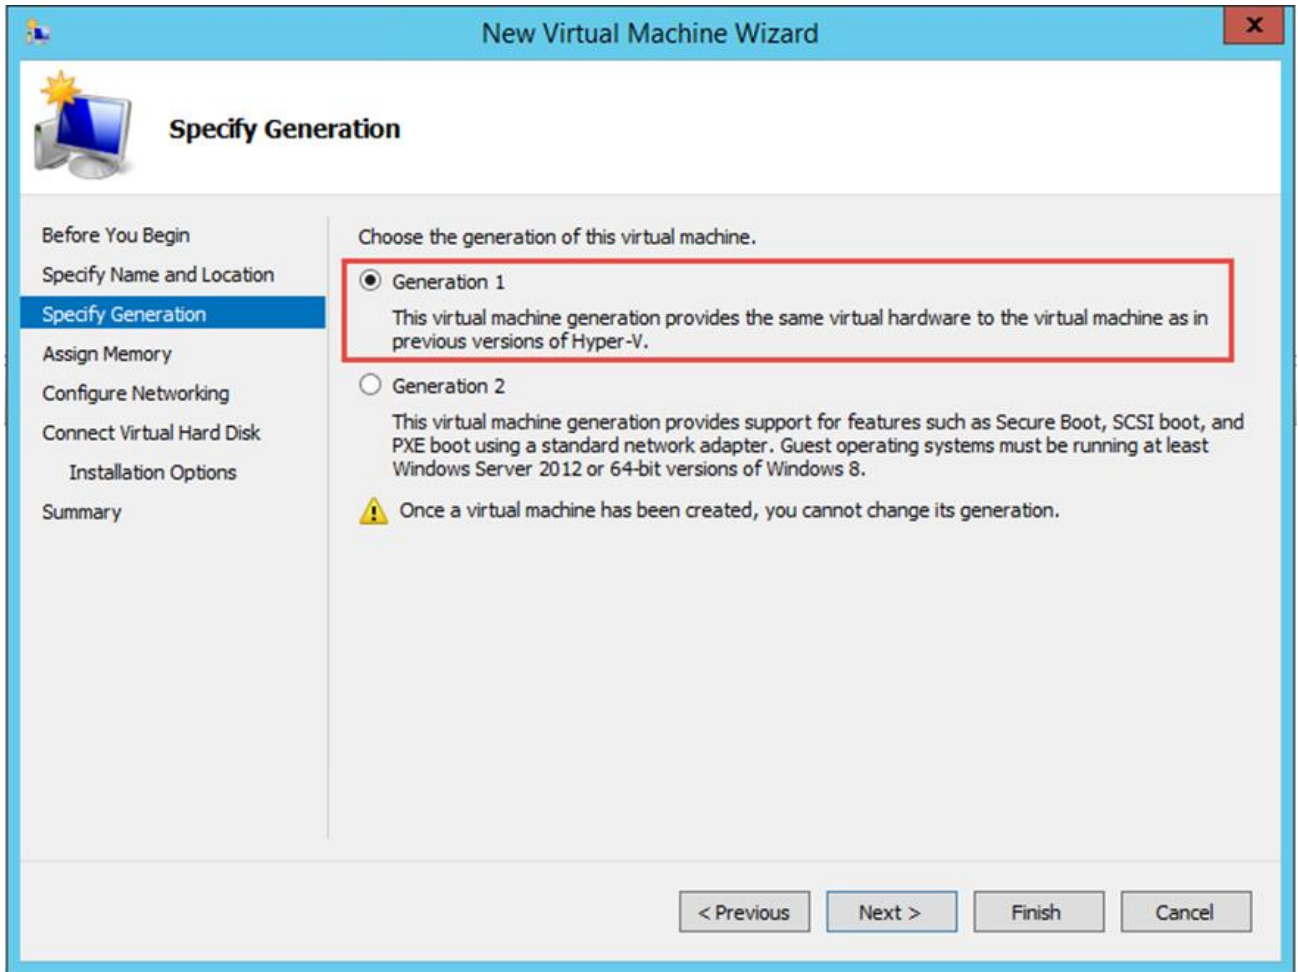 New Virtual Machine Wizard
x
Specify Generation
Before You Begin
Specify Name and Location
Specify Generation
Assign Memory
Configure Networking
Connect Virtual Hard Disk
Installation Options
Summary
Choose the generation of this virtual machine.
Generation 1
This virtual machine generation provides the same virtual hardware to the virtual machine as in
previous versions of Hyper-V.
Generation 2
This virtual machine generation provides support for features such as Secure Boot, SCSI boot, and
PXE boot using a standard network adapter. Guest operating systems must be running at least
Windows Server 2012 or 64-bit versions of Windows 8.
Once a virtual machine has been created, you cannot change its generation.
< Previous
Next >
Finish
Cancel